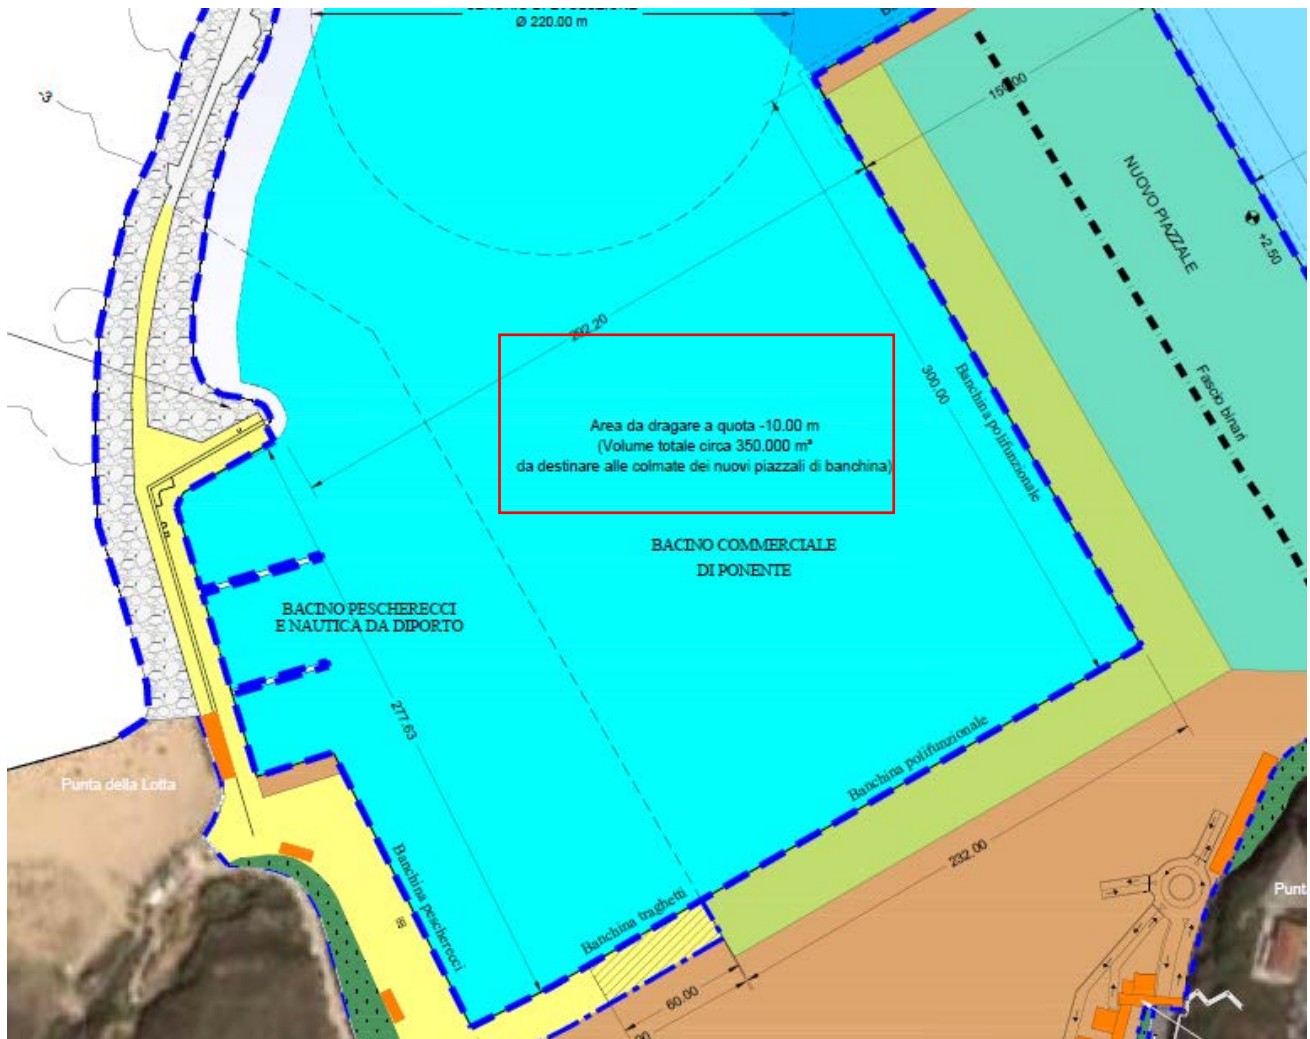 Ø 220.00 m
-3
150.00
NUOVO PIAZZALE
+2.50
292.20
300.00
Banchina polifunzionale
Fascio binari
Area da dragare a quota -10.00 m
(Volume totale circa 350.000 m³
da destinare alle colmate dei nuovi piazzali di banchina)
BACINO COMMERCIALE
DI PONENTE
BACINO PESCHERECCI
E NAUTICA DA DIPORTO
277.63
Banchina polifunzionale
Punta della Lotta
232.00
Banchina pescherecci
Banchina traghetti
60.00
Punt